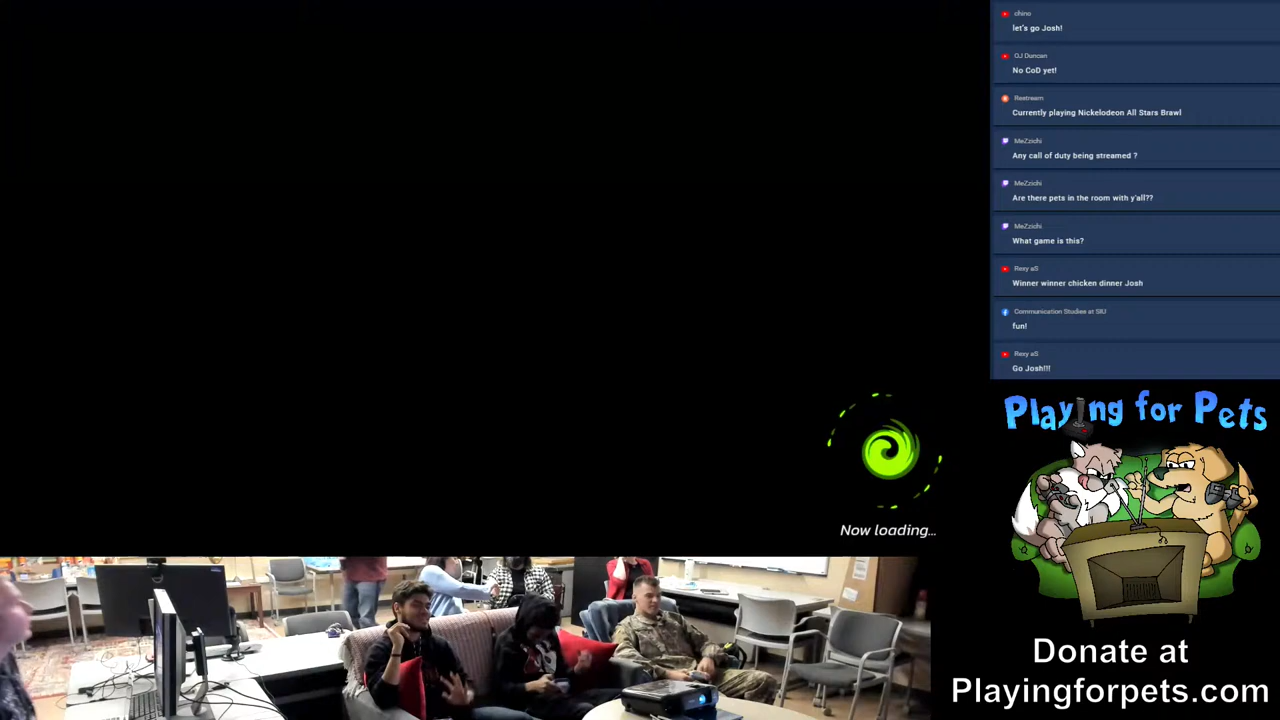 chino
let's go Josh!
OJ Duncan
No CoD yet!
Restream
Currently playing Nickelodeon All Stars Brawl
MeZzichi
Any call of duty being streamed ?
MeZzichi
Are there pets in the room with y'all??
MeZzichi
What game is this?
Rexy aS
Winner winner chicken dinner Josh
Communication Studies at SIU
fun!
Rexy aS
Go Josh!!!
Playing for Pets
Now loading...
Donate at
Playingforpets.com